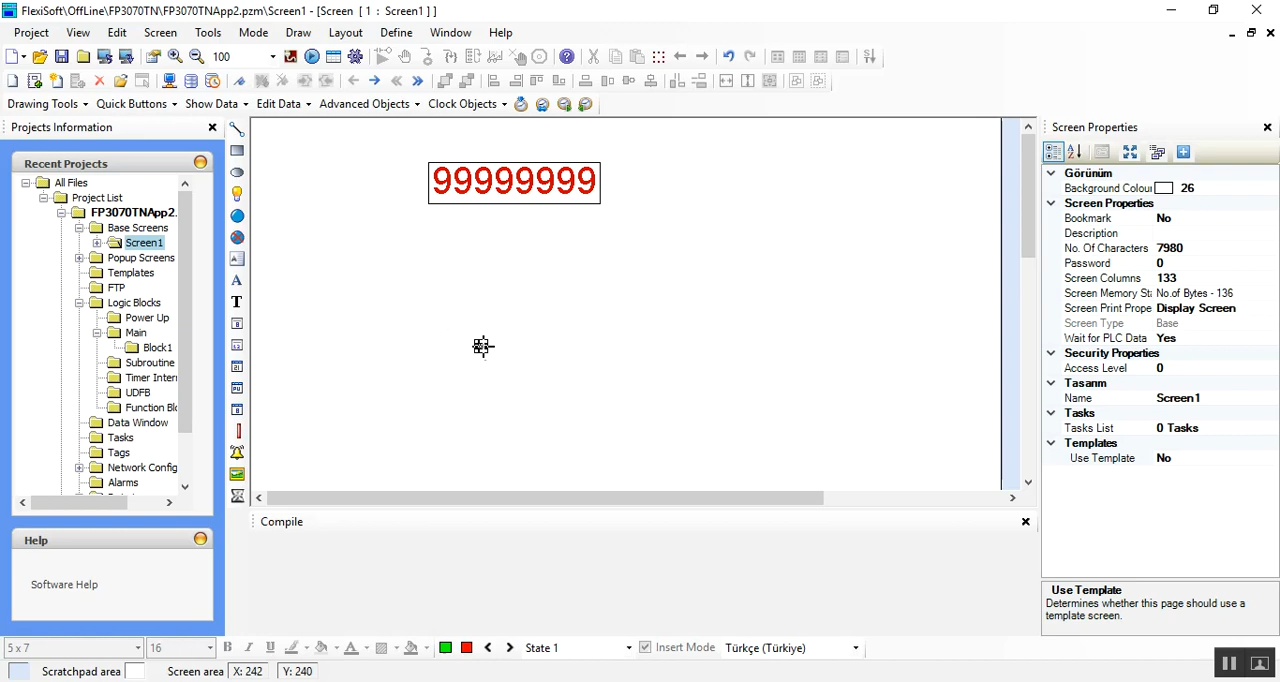 FlexiSoft\OffLine\FP3070TN\FP3070TNApp2.pzm\Screen1 - [Screen [ 1 : Screen1 ] ]
Project View Edit Screen Tools Mode Draw Layout Define Window Help
100
Drawing Tools Quick Buttons Show Data Edit Data Advanced Objects Clock Objects
Projects Information
Recent Projects
All Files
Project List
FP3070TNApp2.
Base Screens
Screen1
Popup Screens
Templates
FTP
Logic Blocks
Power Up
Main
Block1
Subroutine
Timer Inter
UDFB
Function Blo
Data Window
Tasks
Tags
Network Config
Alarms
Help
Software Help
99999999
Compile
Screen Properties
Görünüm
Background Colou 26
Screen Properties
Bookmark No
Description
No. Of Characters 7980
Password 0
Screen Columns 133
Screen Memory Sta No.of Bytes - 136
Screen Print Prope Display Screen
Screen Type Base
Wait for PLC Data Yes
Security Properties
Access Level 0
Tasarım
Name Screen1
Tasks
Tasks List 0 Tasks
Templates
Use Template No
Use Template
Determines whether this page should use a
template screen.
5 x 7 16 B I U State 1 Insert Mode Türkçe (Türkiye)
Scratchpad area Screen area X: 242 Y: 240